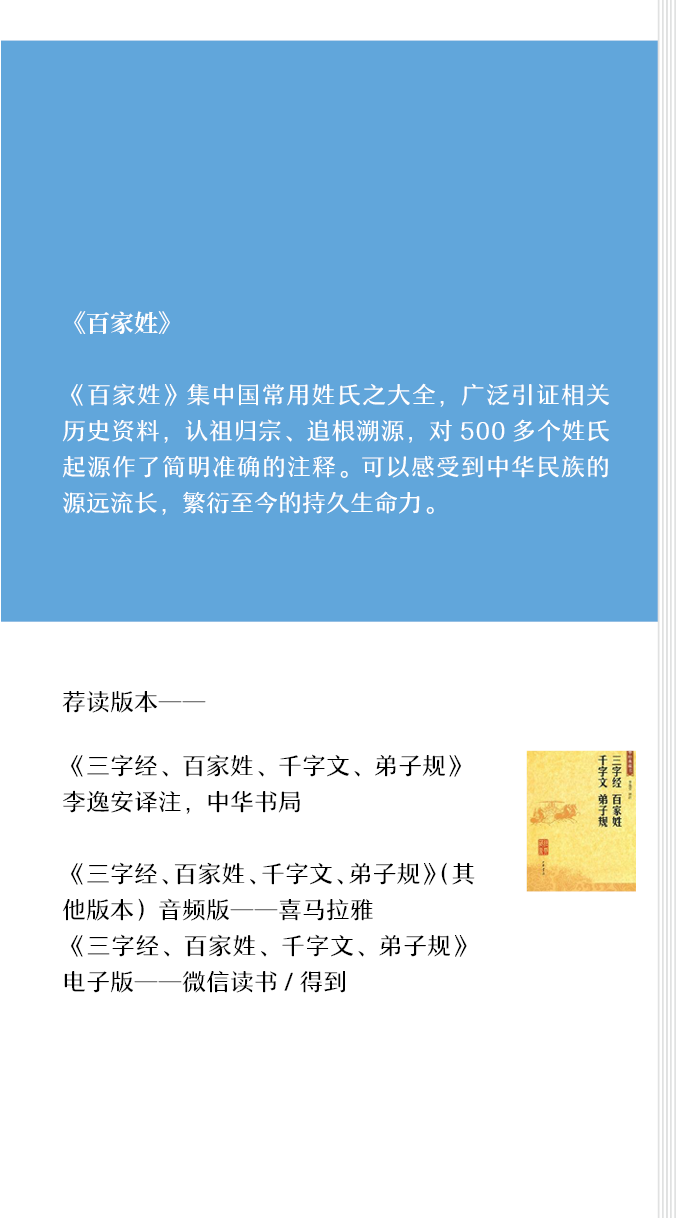 《百家姓》
《百家姓》集中国常用姓氏之大全，广泛引证相关
历史资料，认祖归宗、追根溯源，对 500 多个姓氏
起源作了简明准确的注释。可以感受到中华民族的
源远流长，繁衍至今的持久生命力。
荐读版本——
《三字经、百家姓、千字文、弟子规》
李逸安译注，中华书局
《三字经、百家姓、千字文、弟子规》（其
他版本）音频版——喜马拉雅
《三字经、百家姓、千字文、弟子规》
电子版——微信读书 / 得到
三字经 百家姓
千字文 弟子规